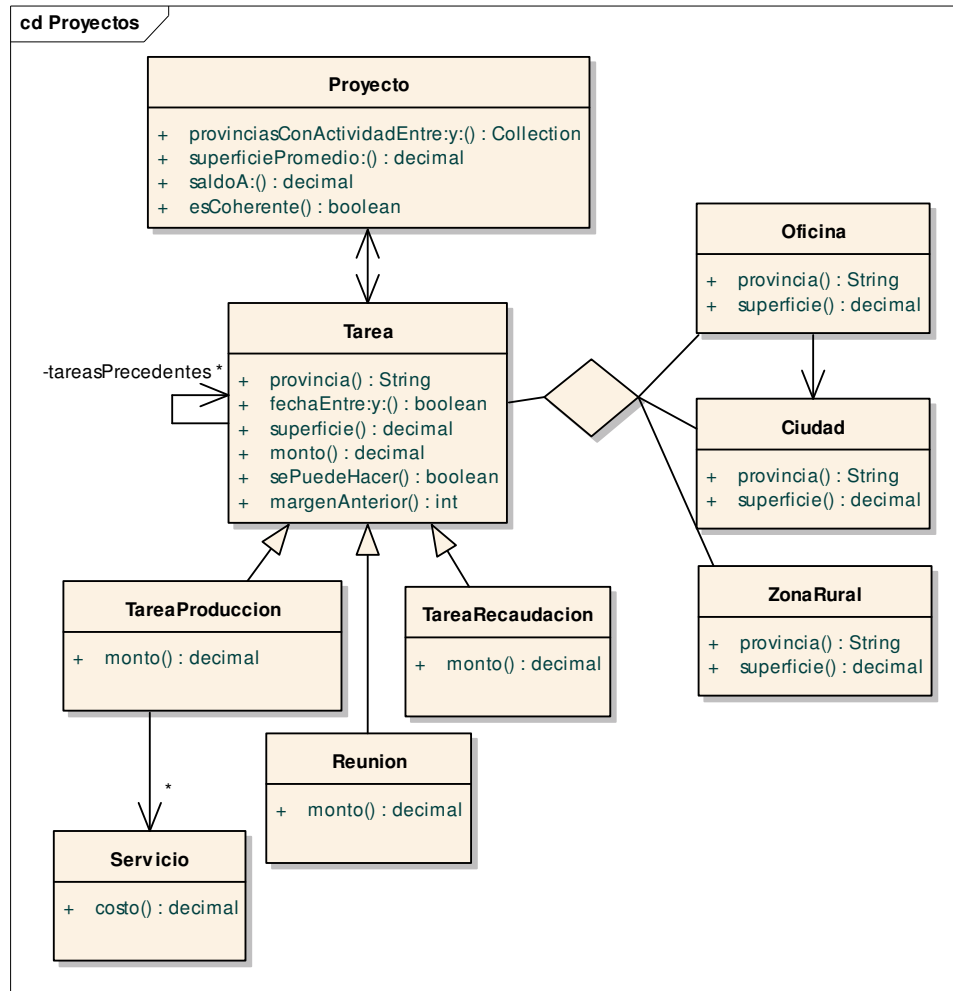 cd Proyectos
Proyecto
+ provinciasConActividadEntre:y:() : Collection
+ superficiePromedio:() : decimal
+ saldoA:() : decimal
+ esCoherente() : boolean
Oficina
+ provincia() : String
+ superficie() : decimal
Tarea
-tareasPrecedentes *
+ provincia() : String
+ fechaEntre:y:() : boolean
+ superficie() : decimal
+ monto() : decimal
+ sePuedeHacer() : boolean
+ margenAnterior() : int
Ciudad
+ provincia() : String
+ superficie() : decimal
TareaProduccion
+ monto() : decimal
TareaRecaudacion
+ monto() : decimal
ZonaRural
+ provincia() : String
+ superficie() : decimal
Reunion
+ monto() : decimal
*
Servicio
+ costo() : decimal